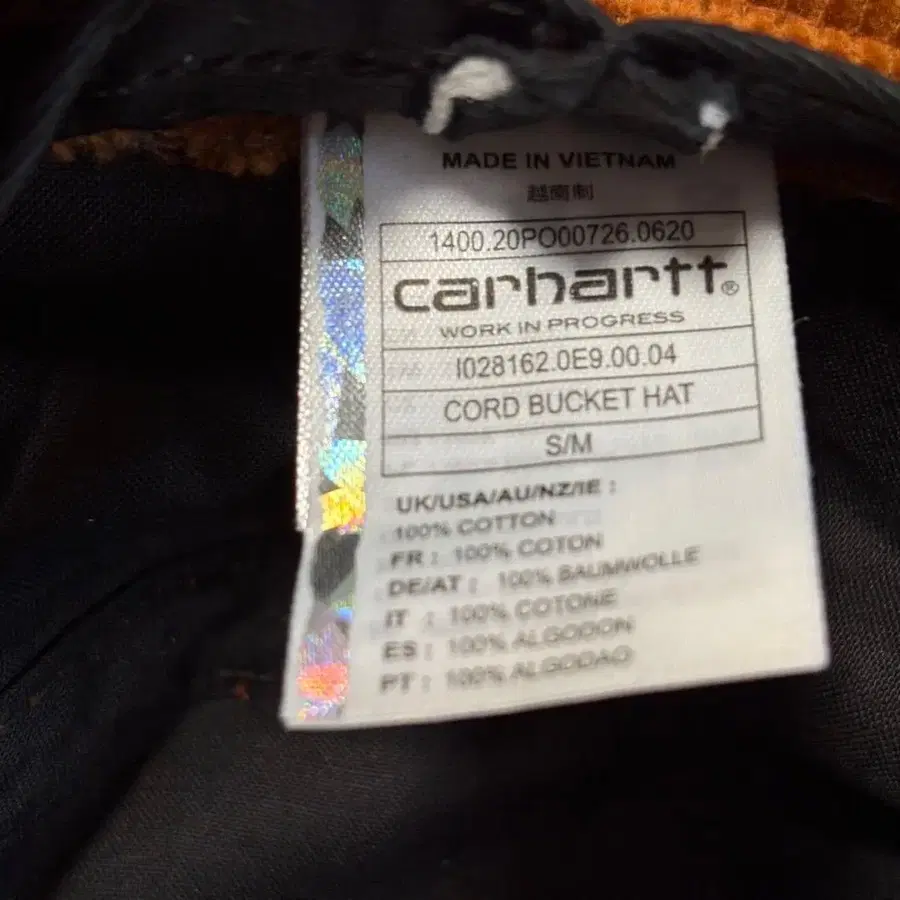 MADE IN VIETNAM
越南制
1400.20PO00726.0620
carhartt®
WORK IN PROGRESS
I028162.0E9.00.04
CORD BUCKET HAT
S/M
UK/USA/AU/NZ/IE :
100% COTTON
FR : 100% COTON
DE/AT : 100% BAUMWOLLE
IT : 100% COTONE
ES : 100% ALGODON
PT : 100% ALGODAO